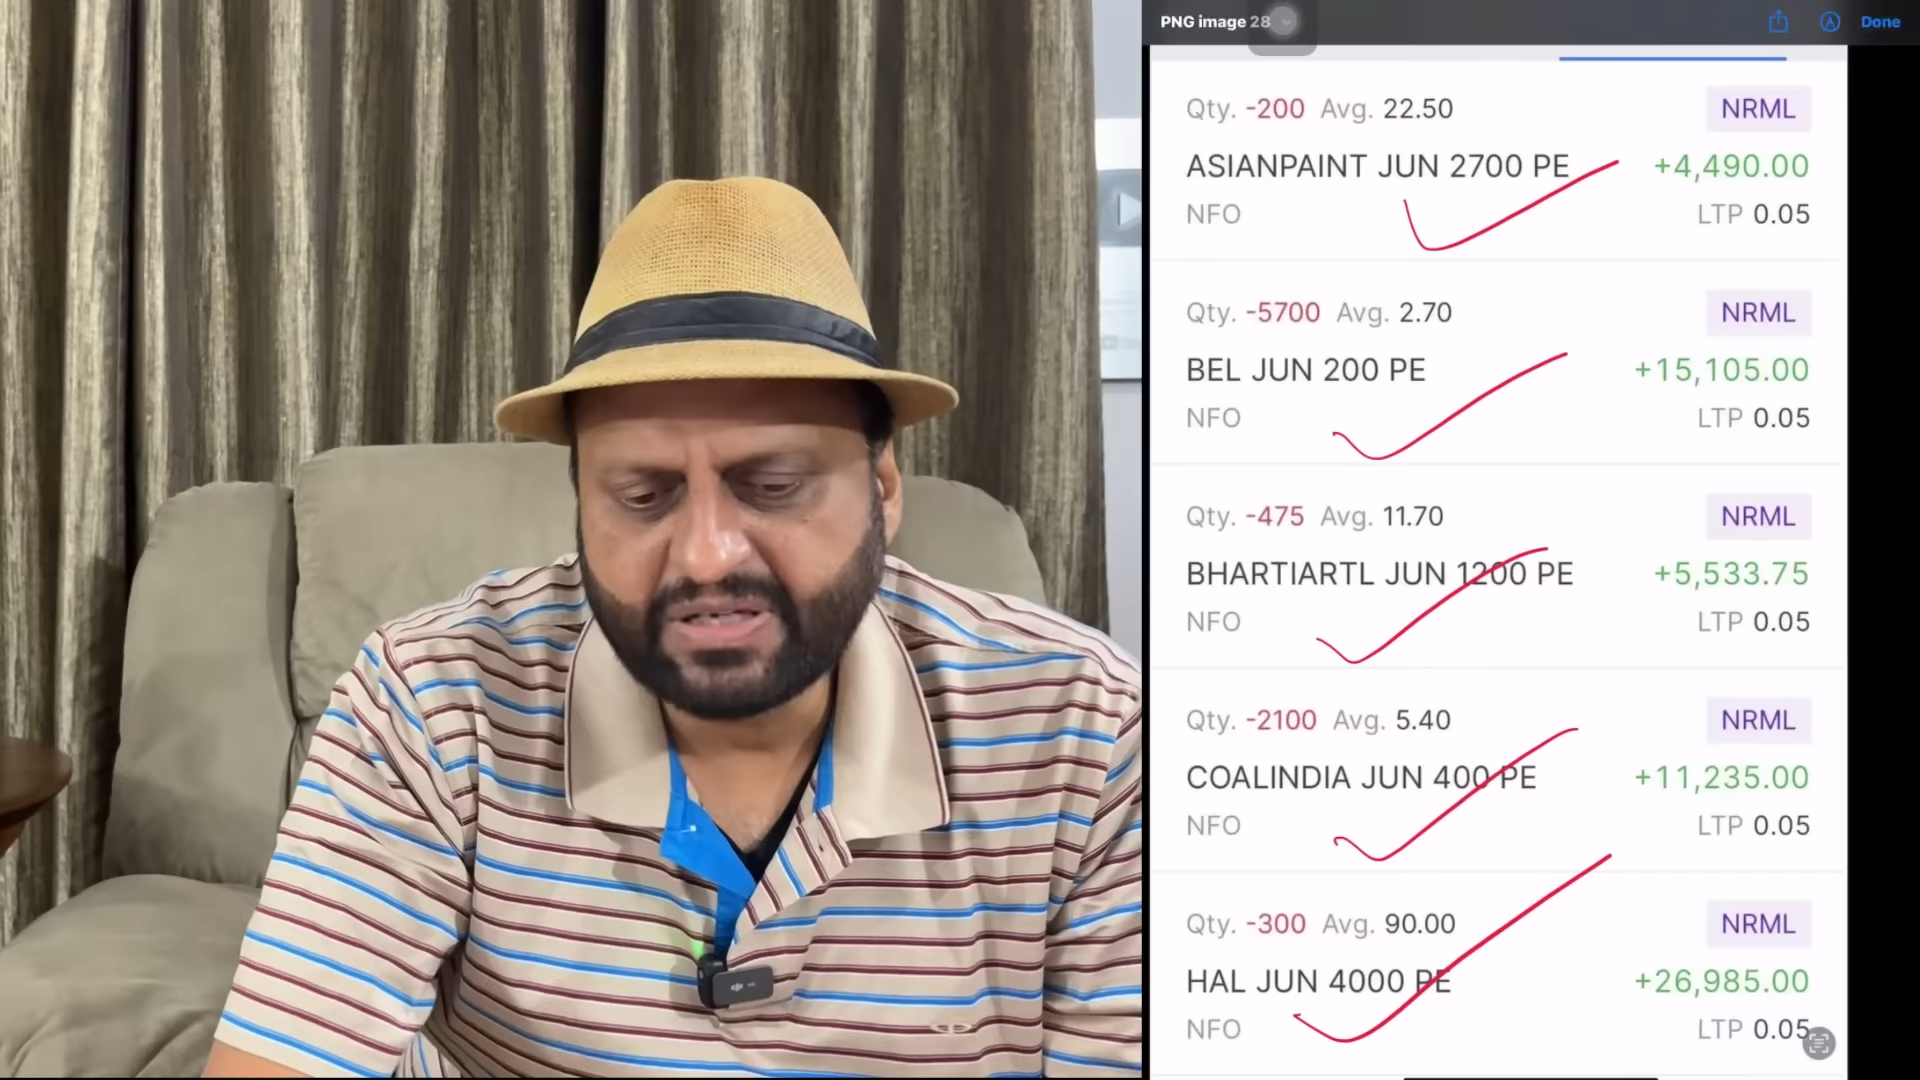 PNG image 28
Done
Qty. -200 Avg. 22.50 NRML
ASIANPAINT JUN 2700 PE +4,490.00
NFO LTP 0.05
Qty. -5700 Avg. 2.70 NRML
BEL JUN 200 PE +15,105.00
NFO LTP 0.05
Qty. -475 Avg. 11.70 NRML
BHARTIARTL JUN 1200 PE +5,533.75
NFO LTP 0.05
Qty. -2100 Avg. 5.40 NRML
COALINDIA JUN 400 PE +11,235.00
NFO LTP 0.05
Qty. -300 Avg. 90.00 NRML
HAL JUN 4000 PE +26,985.00
NFO LTP 0.05